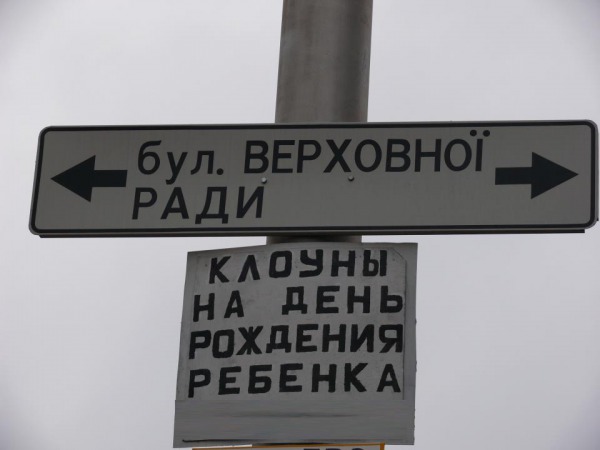 бул. ВЕРХОВНОЇ
РАДИ
КЛОУНЫ
НА ДЕНЬ
РОЖДЕНИЯ
РЕБЕНКА